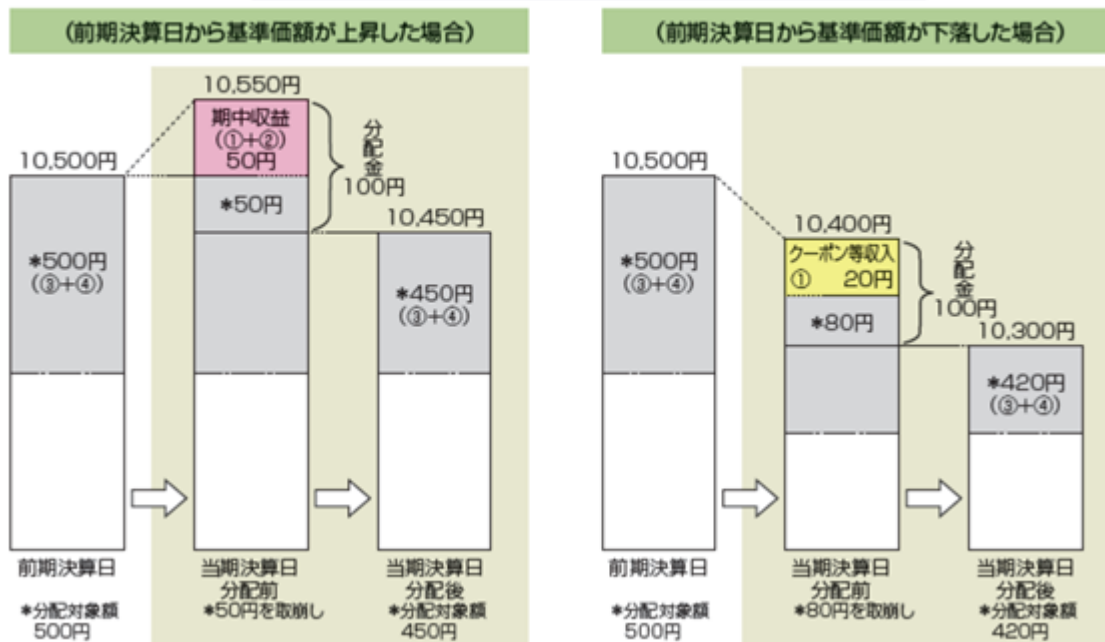 (前期決算日から基準価額が上昇した場合)
10,550円
期中収益
(①+②)
50円
分配金
100円
10,500円
*50円
10,450円
*500円
(③+④)
*450円
(③+④)
前期決算日
当期決算日
分配前
当期決算日
分配後
*分配対象額
500円
*50円を取崩し
*分配対象額
450円
(前期決算日から基準価額が下落した場合)
10,500円
10,400円
クーポン等収入
① 20円
分配金
100円
*500円
(③+④)
*80円
10,300円
*420円
(③+④)
前期決算日
当期決算日
分配前
当期決算日
分配後
*分配対象額
500円
*80円を取崩し
*分配対象額
420円